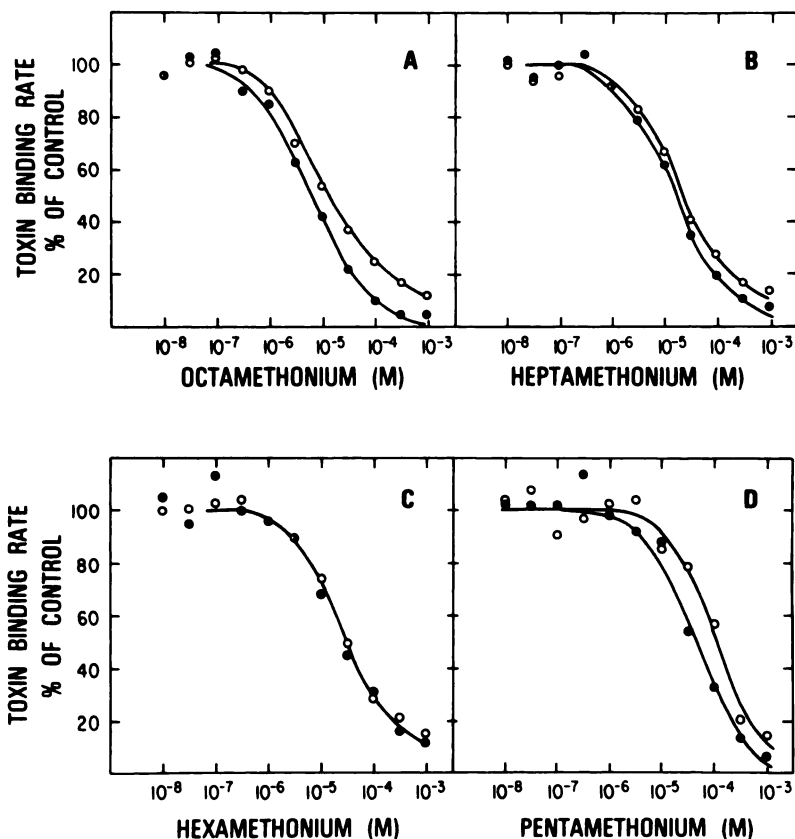 TOXIN BINDING RATE
% OF CONTROL
100
80
60
40
20
A
10⁻⁸ 10⁻⁷ 10⁻⁶ 10⁻⁵ 10⁻⁴ 10⁻³
OCTAMETHONIUM (M)
B
10⁻⁸ 10⁻⁷ 10⁻⁶ 10⁻⁵ 10⁻⁴ 10⁻³
HEPTAMETHONIUM (M)
TOXIN BINDING RATE
% OF CONTROL
100
80
60
40
20
C
10⁻⁸ 10⁻⁷ 10⁻⁶ 10⁻⁵ 10⁻⁴ 10⁻³
HEXAMETHONIUM (M)
D
10⁻⁸ 10⁻⁷ 10⁻⁶ 10⁻⁵ 10⁻⁴ 10⁻³
PENTAMETHONIUM (M)